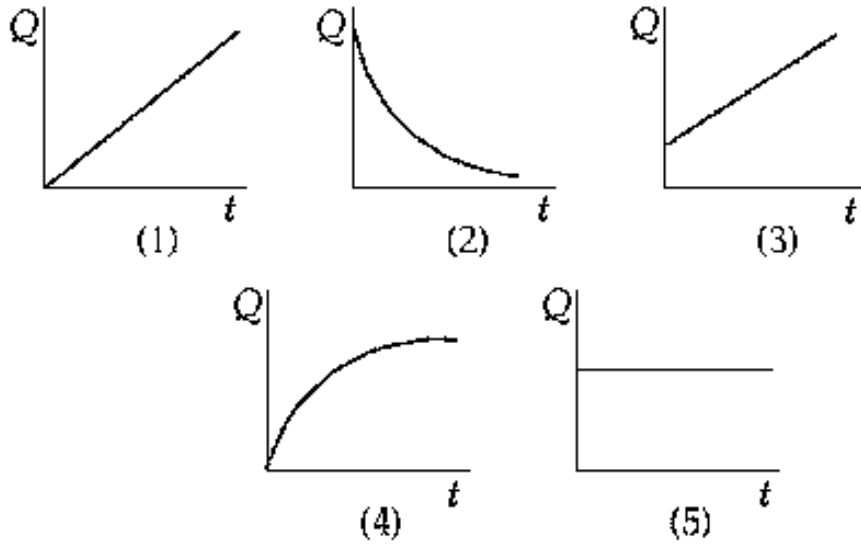 Q Q Q
t t t
(1) (2) (3)
Q Q
t t
(4) (5)